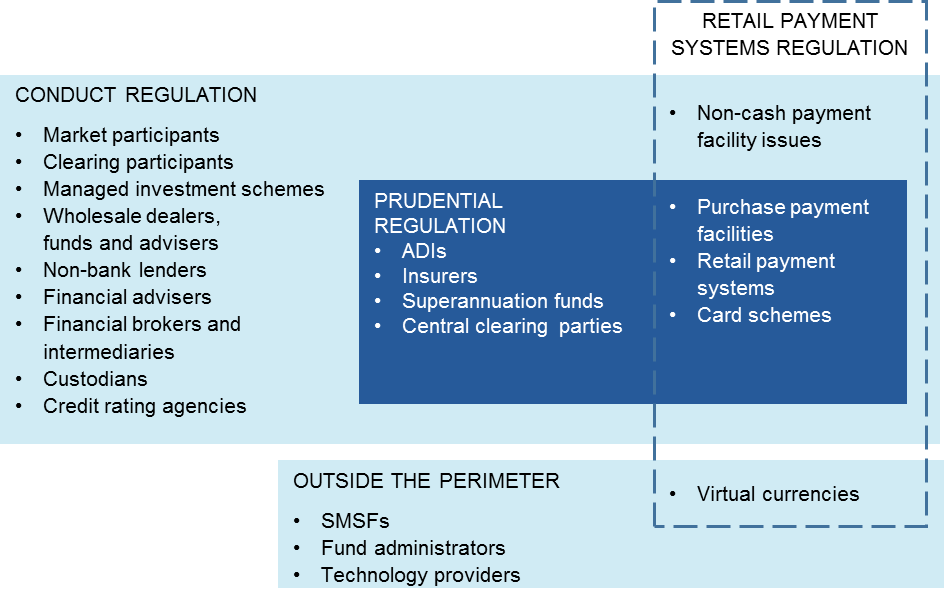 RETAIL PAYMENT
SYSTEMS REGULATION
CONDUCT REGULATION
• Market participants
• Clearing participants
• Managed investment schemes
• Wholesale dealers,
funds and advisers
• Non-bank lenders
• Financial advisers
• Financial brokers and
intermediaries
• Custodians
• Credit rating agencies
• Non-cash payment
facility issues
PRUDENTIAL
REGULATION
• ADIs
• Insurers
• Superannuation funds
• Central clearing parties
• Purchase payment
facilities
• Retail payment
systems
• Card schemes
OUTSIDE THE PERIMETER
• SMSFs
• Fund administrators
• Technology providers
• Virtual currencies